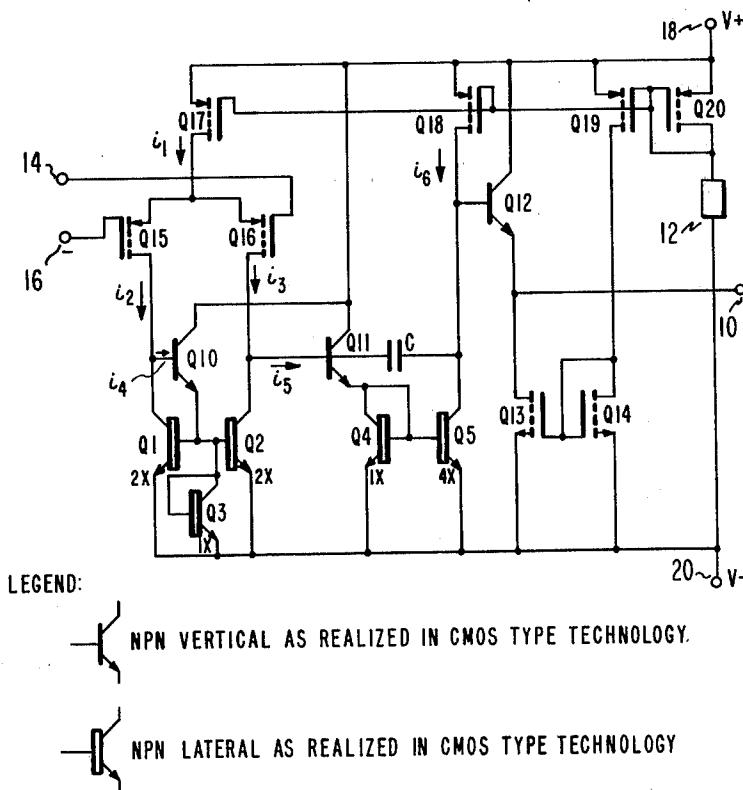 18 V+
Q17 Q18 Q19 Q20
i1
14
i6
Q12
12
Q15 Q16
16 −
i2 i3
10
Q10 Q11 C
i4 i5
Q13 Q14
Q1 Q2 Q4 Q5
2X 2X 1X 4X
Q3
1X
20 V-
LEGEND:
NPN VERTICAL AS REALIZED IN CMOS TYPE TECHNOLOGY.
NPN LATERAL AS REALIZED IN CMOS TYPE TECHNOLOGY